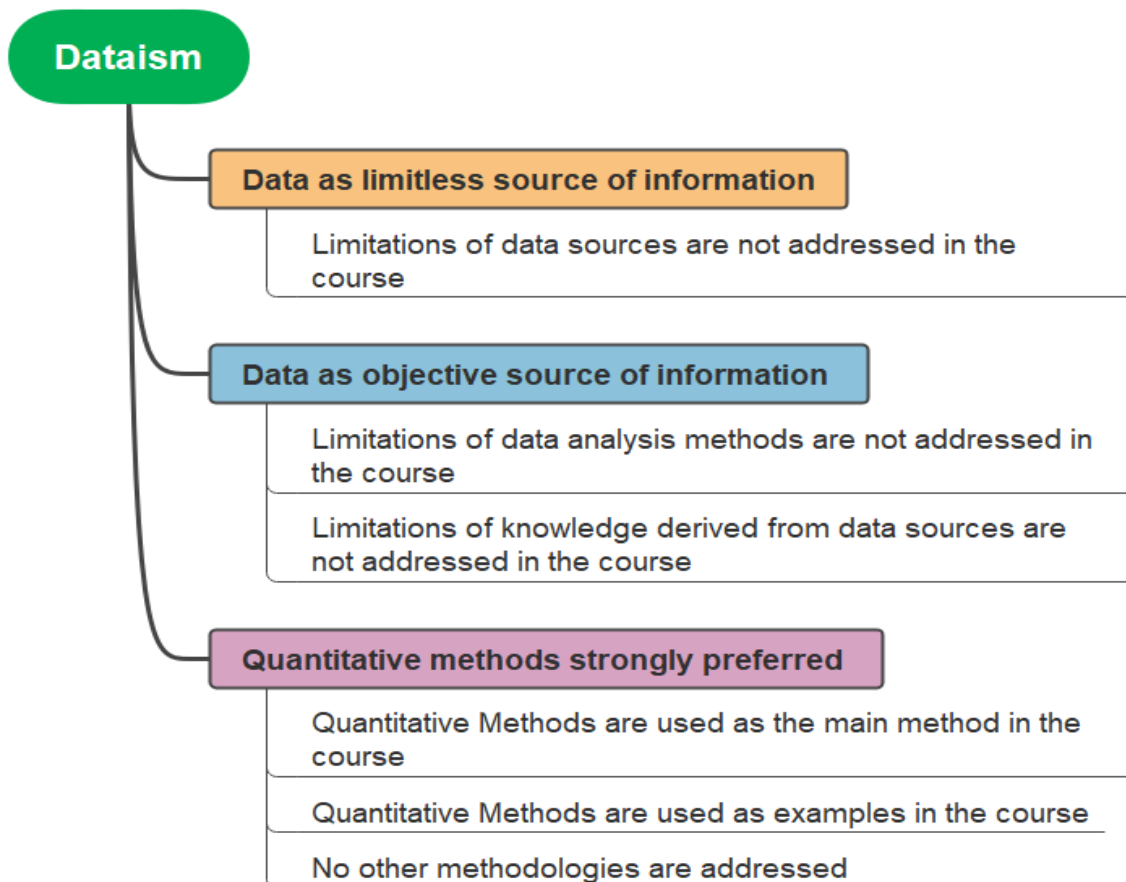 Dataism
Data as limitless source of information
Limitations of data sources are not addressed in the
course
Data as objective source of information
Limitations of data analysis methods are not addressed in
the course
Limitations of knowledge derived from data sources are
not addressed in the course
Quantitative methods strongly preferred
Quantitative Methods are used as the main method in the
course
Quantitative Methods are used as examples in the course
No other methodologies are addressed